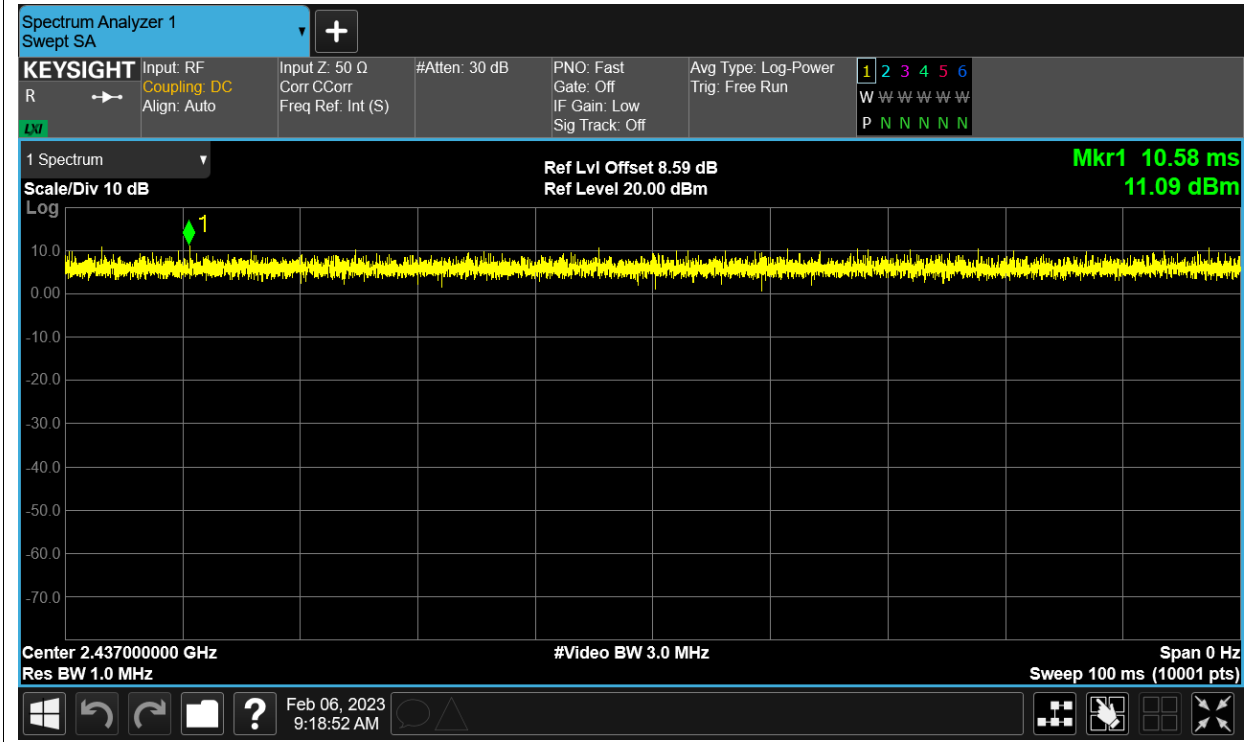 Spectrum Analyzer 1
Swept SA
KEYSIGHT
R
LXI
Input: RF
Coupling: DC
Align: Auto
Input Z: 50 Ω
Corr CCorr
Freq Ref: Int (S)
#Atten: 30 dB
PNO: Fast
Gate: Off
IF Gain: Low
Sig Track: Off
Avg Type: Log-Power
Trig: Free Run
1 2 3 4 5 6
W W W W W W
P N N N N N
1 Spectrum
Scale/Div 10 dB
Ref Lvl Offset 8.59 dB
Ref Level 20.00 dBm
Mkr1 10.58 ms
11.09 dBm
Log
1
10.0
0.00
-10.0
-20.0
-30.0
-40.0
-50.0
-60.0
-70.0
Center 2.437000000 GHz
Res BW 1.0 MHz
#Video BW 3.0 MHz
Span 0 Hz
Sweep 100 ms (10001 pts)
?
Feb 06, 2023
9:18:52 AM